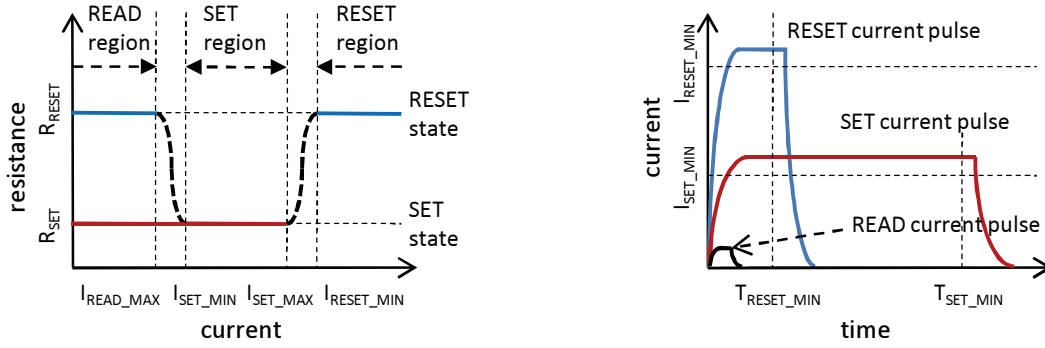 READ
region
SET
region
RESET
region
RESET
state
SET
state
resistance
R_RESET
R_SET
I_READ_MAX
I_SET_MIN
I_SET_MAX
I_RESET_MIN
current
RESET current pulse
SET current pulse
READ current pulse
current
I_RESET_MIN
I_SET_MIN
T_RESET_MIN
T_SET_MIN
time